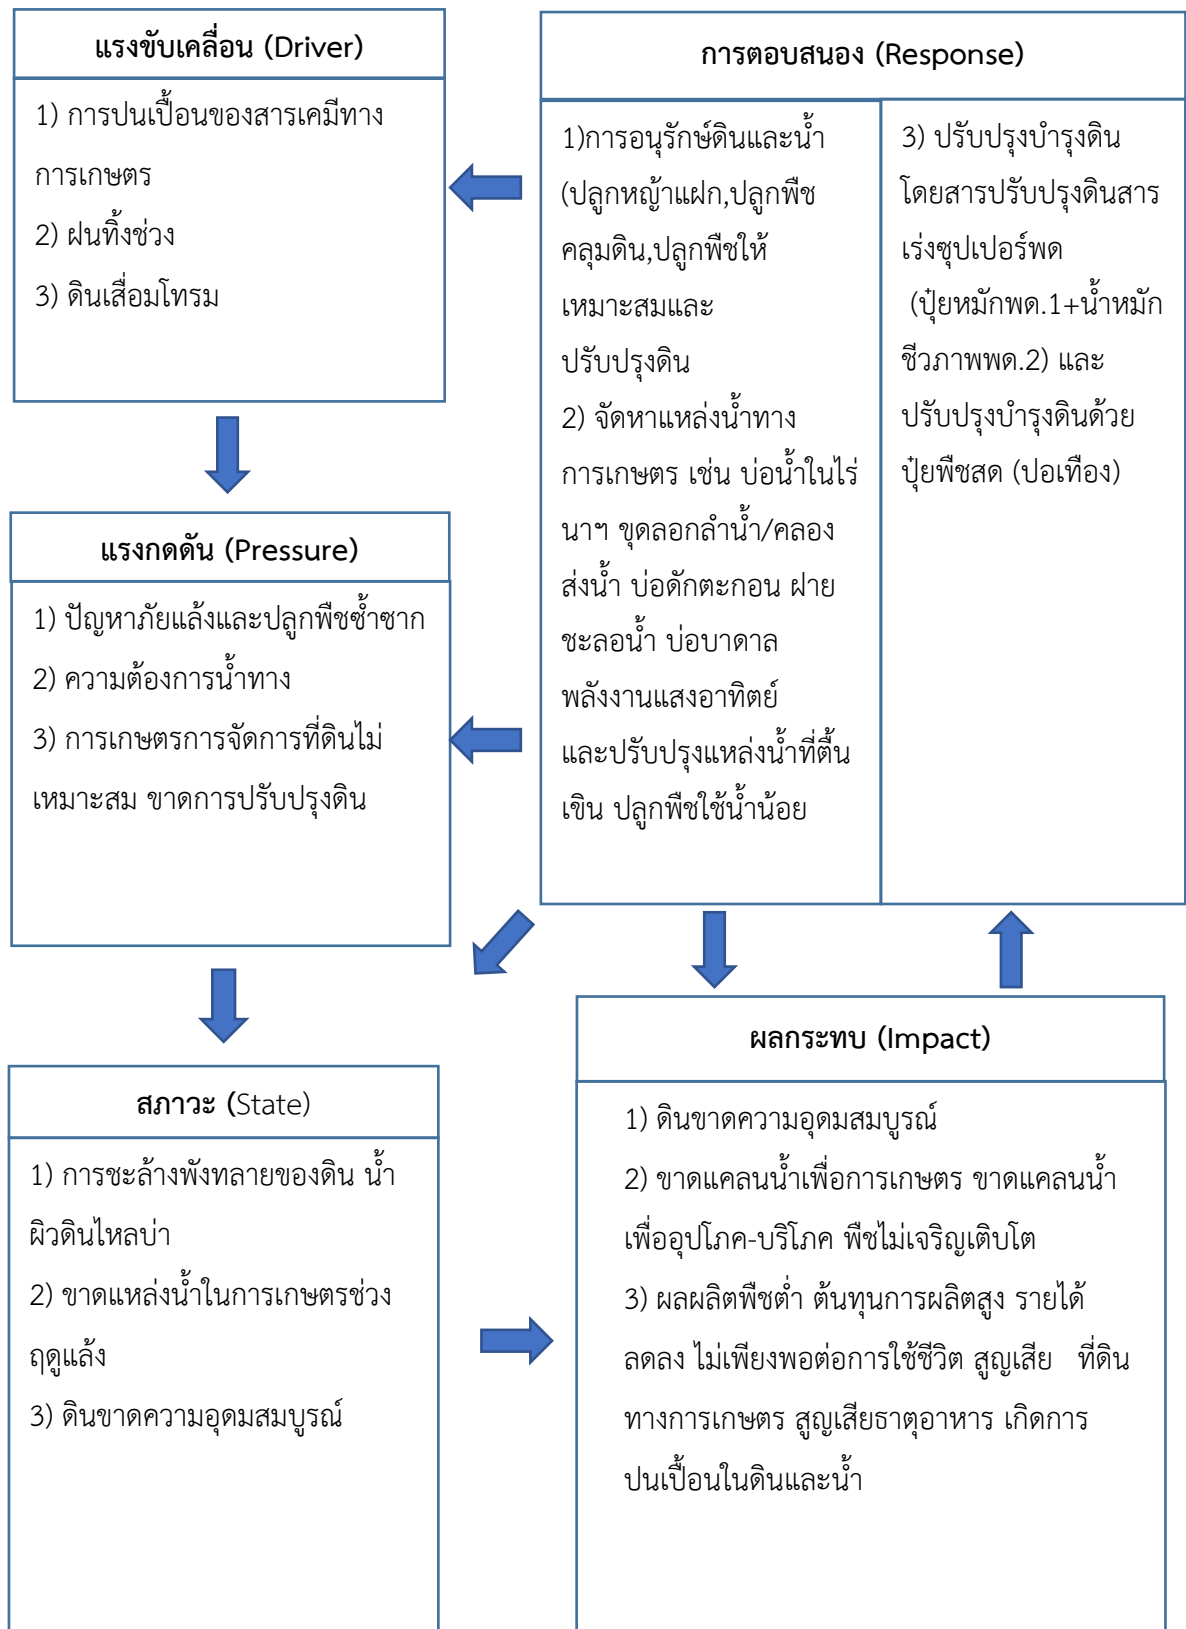 แรงขับเคลื่อน (Driver)
1) การปนเปื้อนของสารเคมีทาง
การเกษตร
2) ฝนทิ้งช่วง
3) ดินเสื่อมโทรม
การตอบสนอง (Response)
1)การอนุรักษ์ดินและน้ำ
(ปลูกหญ้าแฝก,ปลูกพืช
คลุมดิน,ปลูกพืชให้
เหมาะสมและ
ปรับปรุงดิน
2) จัดหาแหล่งน้ำทาง
การเกษตร เช่น บ่อน้ำในไร่
นาฯ ขุดลอกลำน้ำ/คลอง
ส่งน้ำ บ่อดักตะกอน ฝาย
ชะลอน้ำ บ่อบาดาล
พลังงานแสงอาทิตย์
และปรับปรุงแหล่งน้ำที่ตื้น
เขิน ปลูกพืชใช้น้ำน้อย
3) ปรับปรุงบำรุงดิน
โดยสารปรับปรุงดินสาร
เร่งซุปเปอร์พด
(ปุ๋ยหมักพด.1+น้ำหมัก
ชีวภาพพด.2) และ
ปรับปรุงบำรุงดินด้วย
ปุ๋ยพืชสด (ปอเทือง)
แรงกดดัน (Pressure)
1) ปัญหาภัยแล้งและปลูกพืชซ้ำซาก
2) ความต้องการน้ำทาง
3) การเกษตรการจัดการที่ดินไม่
เหมาะสม ขาดการปรับปรุงดิน
สภาวะ (State)
1) การชะล้างพังทลายของดิน น้ำ
ผิวดินไหลบ่า
2) ขาดแหล่งน้ำในการเกษตรช่วง
ฤดูแล้ง
3) ดินขาดความอุดมสมบูรณ์
ผลกระทบ (Impact)
1) ดินขาดความอุดมสมบูรณ์
2) ขาดแคลนน้ำเพื่อการเกษตร ขาดแคลนน้ำ
เพื่ออุปโภค-บริโภค พืชไม่เจริญเติบโต
3) ผลผลิตพืชต่ำ ต้นทุนการผลิตสูง รายได้
ลดลง ไม่เพียงพอต่อการใช้ชีวิต สูญเสีย ที่ดิน
ทางการเกษตร สูญเสียธาตุอาหาร เกิดการ
ปนเปื้อนในดินและน้ำ